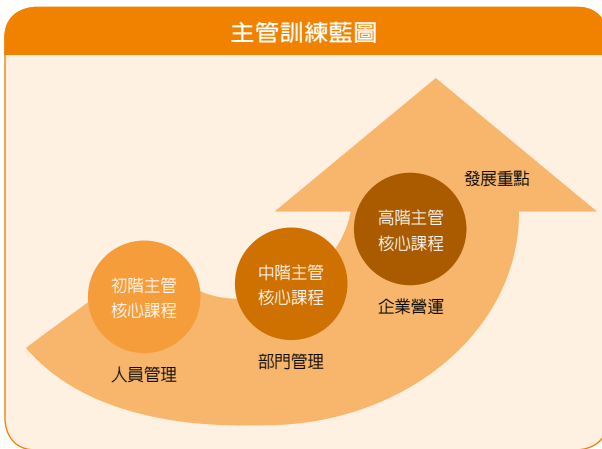 主管訓練藍圖
發展重點
高階主管
核心課程
企業營運
中階主管
核心課程
部門管理
初階主管
核心課程
人員管理